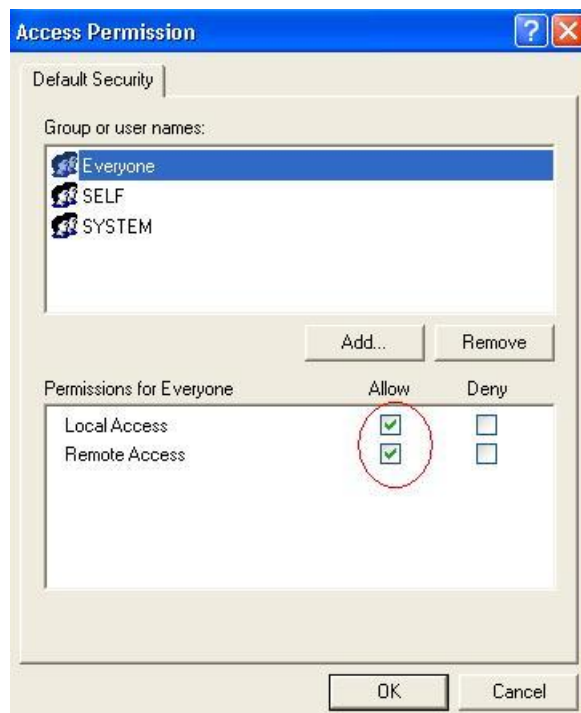 Access Permission
Default Security
Group or user names:
Everyone
SELF
SYSTEM
Add... Remove
Permissions for Everyone Allow Deny
Local Access
Remote Access
OK Cancel